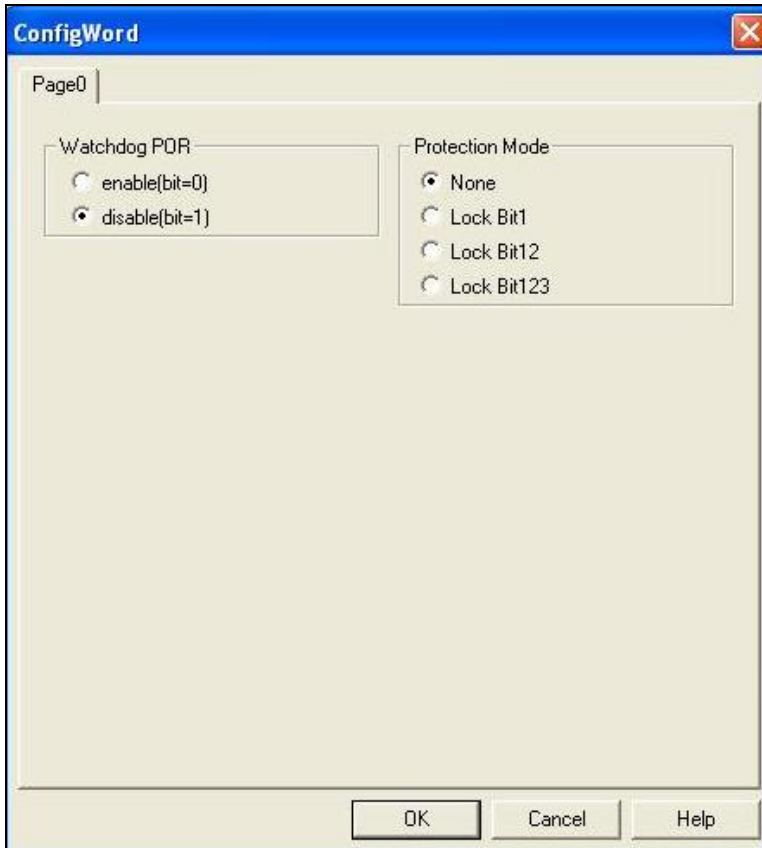 ConfigWord
Page0
Watchdog POR
enable(bit=0)
disable(bit=1)
Protection Mode
None
Lock Bit1
Lock Bit12
Lock Bit123
OK
Cancel
Help